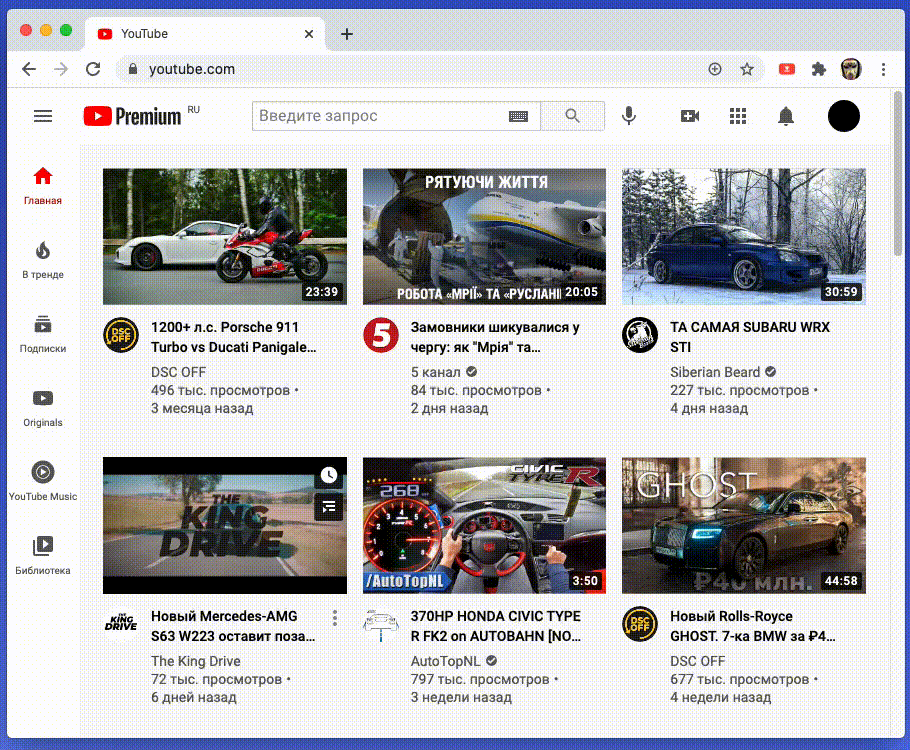 YouTube
youtube.com
Premium RU
Введите запрос
Главная
В тренде
Подписки
Originals
YouTube Music
Библиотека
DUCATI
23:39
РЯТУЮЧИ ЖИТТЯ
РОБОТА «МРІЇ» ТА «РУСЛАНІ
20:05
30:59
DSC OFF
1200+ л.с. Porsche 911
Turbo vs Ducati Panigale…
DSC OFF
496 тыс. просмотров •
3 месяца назад
5
Замовники шикувалися у
чергу: як "Мрія" та…
5 канал
84 тыс. просмотров •
2 дня назад
ТА САМАЯ SUBARU WRX
STI
Siberian Beard
227 тыс. просмотров •
4 дня назад
THE
KING
DRIVE
268
CIVIC
TYPE R
/AutoTopNL
3:50
GHOST
₽40 МЛН.
44:58
THE
KING
DRIVE
Новый Mercedes-AMG
S63 W223 оставит поза…
The King Drive
72 тыс. просмотров •
6 дней назад
370HP HONDA CIVIC TYPE
R FK2 on AUTOBAHN [NO…
AutoTopNL
797 тыс. просмотров •
3 недели назад
DSC OFF
Новый Rolls-Royce
GHOST. 7-ка BMW за ₽4…
DSC OFF
677 тыс. просмотров •
4 недели назад